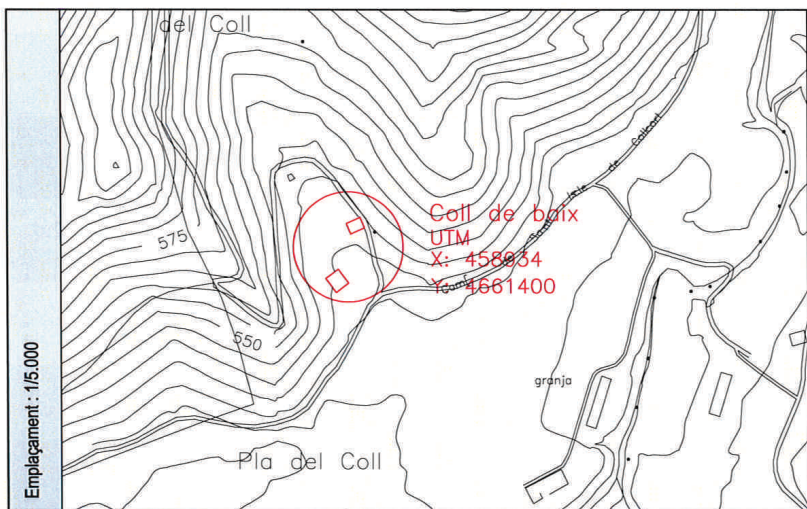 del Coll
Coll de baix
UTM
X: 458934
Y: 4661400
575
550
granja
Pla del Coll
Emplaçament : 1/5.000